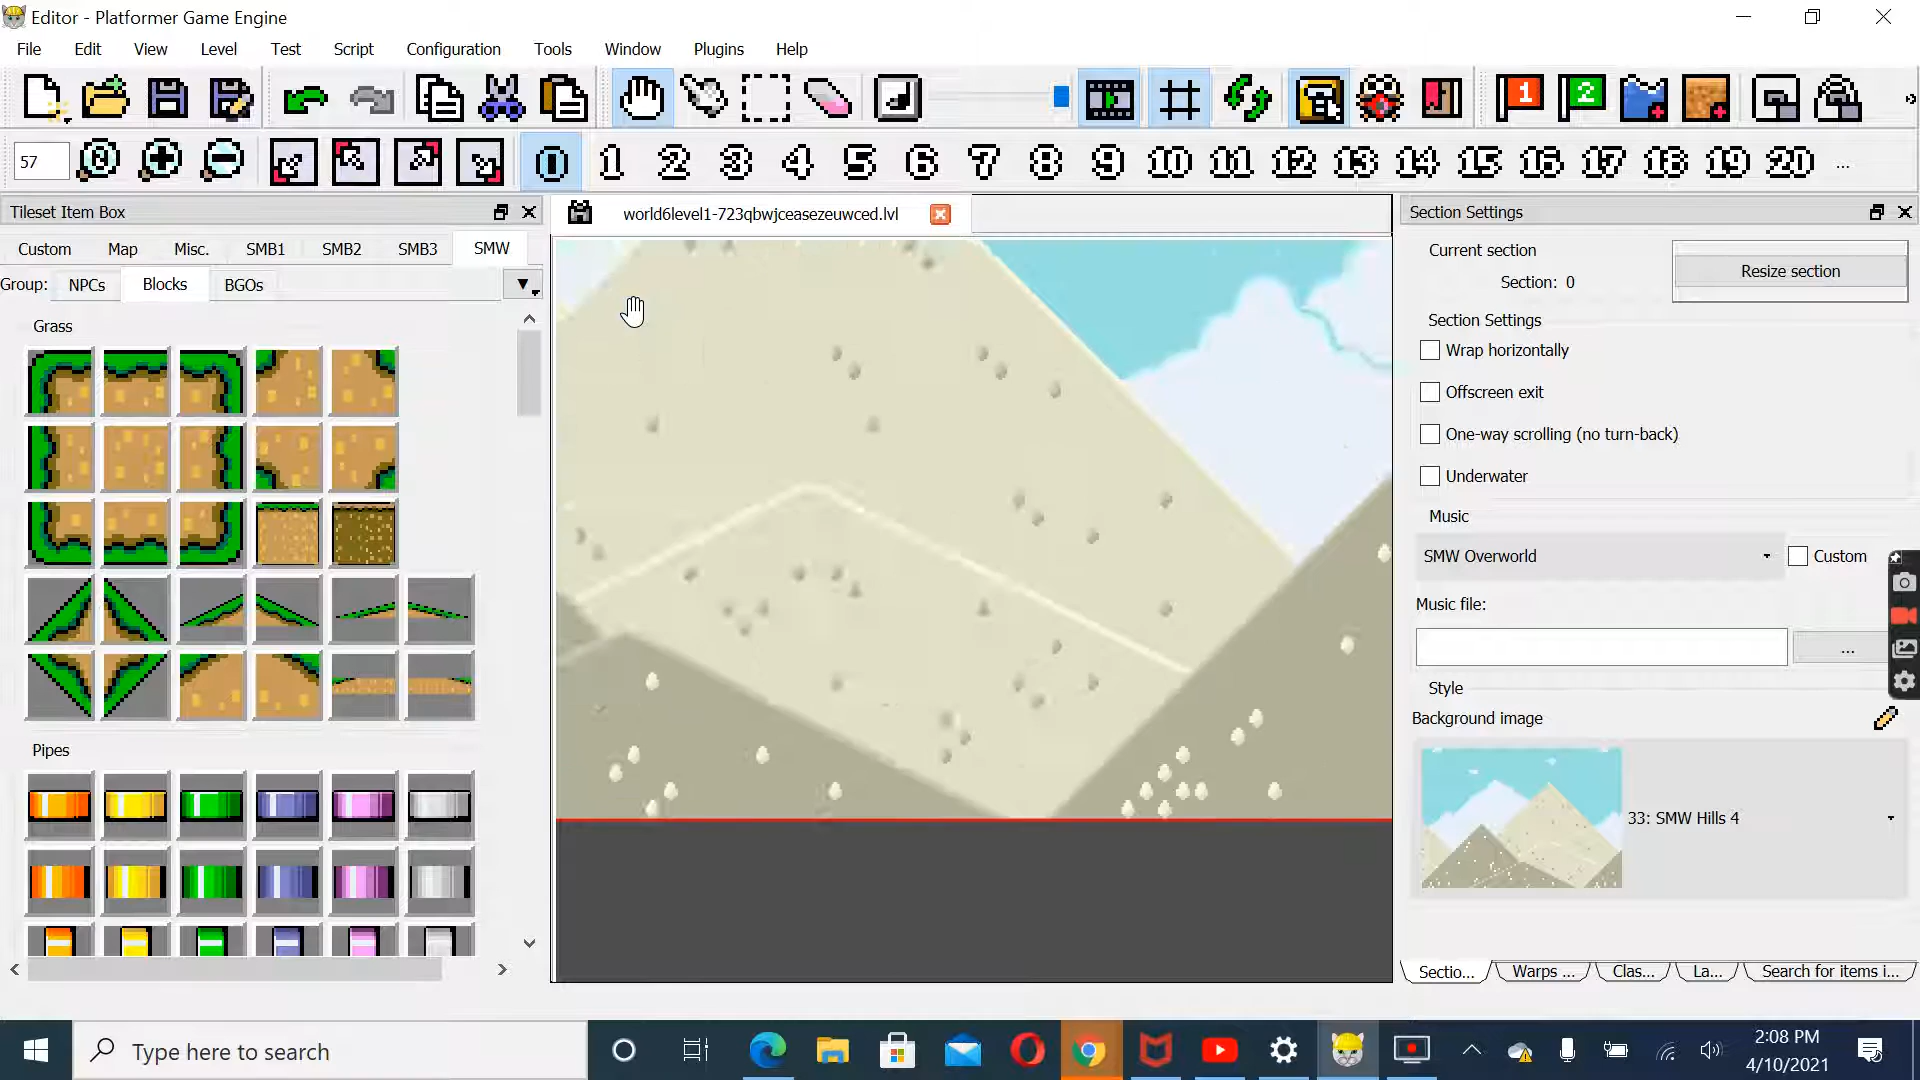 Editor - Platformer Game Engine
File Edit View Level Test Script Configuration Tools Window Plugins Help
1 2
57 0 1 2 3 4 5 6 7 8 9 10 11 12 13 14 15 16 17 18 19 20 ...
Tileset Item Box
Custom Map Misc. SMB1 SMB2 SMB3 SMW
Group: NPCs Blocks BGOs
Grass
Pipes
world6level1-723qbwjceasezeuwced.lvl
Section Settings
Current section
Section: 0
Resize section
Section Settings
Wrap horizontally
Offscreen exit
One-way scrolling (no turn-back)
Underwater
Music
SMW Overworld
Custom
Music file:
...
Style
Background image
33: SMW Hills 4
Sectio... Warps ... Clas... La... Search for items i...
Type here to search
2:08 PM
4/10/2021